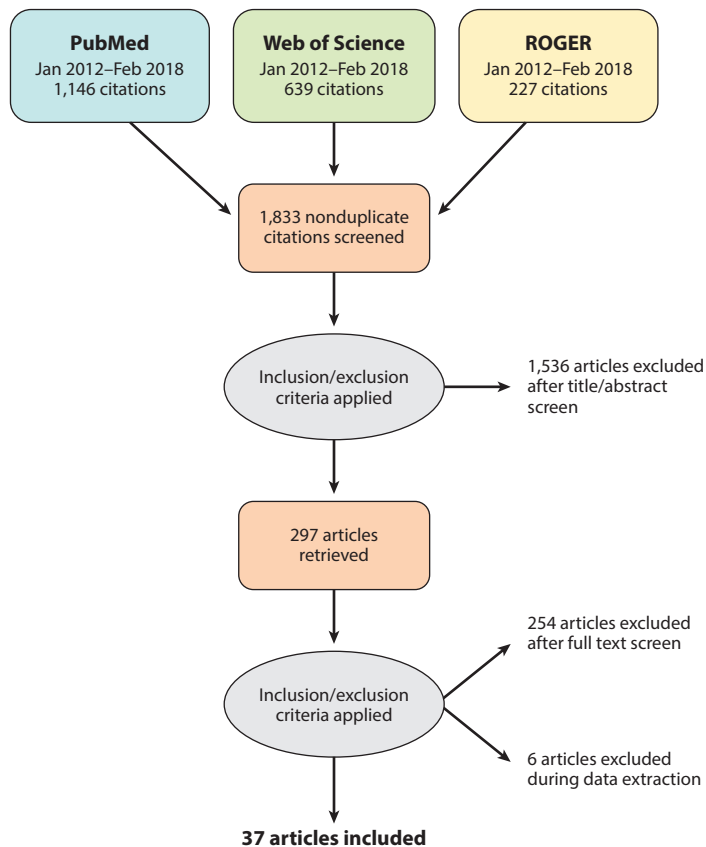 PubMed
Jan 2012–Feb 2018
1,146 citations
Web of Science
Jan 2012–Feb 2018
639 citations
ROGER
Jan 2012–Feb 2018
227 citations
1,833 nonduplicate
citations screened
Inclusion/exclusion
criteria applied
1,536 articles excluded
after title/abstract
screen
297 articles
retrieved
254 articles excluded
after full text screen
Inclusion/exclusion
criteria applied
6 articles excluded
during data extraction
37 articles included